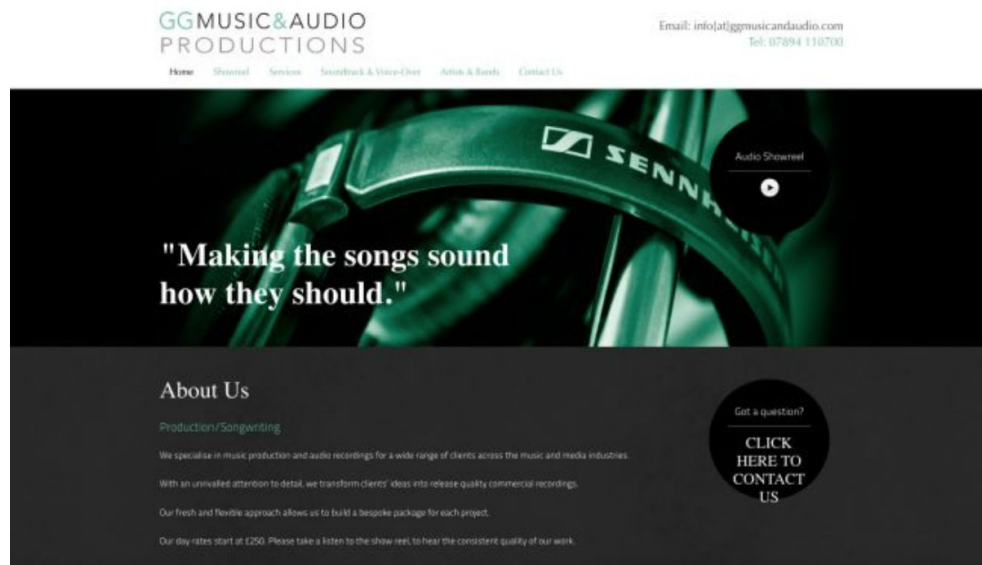 GGMUSIC&AUDIO
PRODUCTIONS
Email: info[at]ggmusicandaudio.com
Tel: 07894 110700
Home Showreel Services Soundtrack & Voice-Over Artists & Bands Contact Us
SENNHEISER
Audio Showreel
"Making the songs sound
how they should."
About Us
Production/Songwriting
We specialise in music production and audio recordings for a wide range of clients across the music and media industries.
With an unrivalled attention to detail, we transform clients' ideas into release quality commercial recordings.
Our fresh and flexible approach allows us to build a bespoke package for each project.
Our day rates start at £250. Please take a listen to the show reel, to hear the consistent quality of our work.
Got a question?
CLICK
HERE TO
CONTACT
US